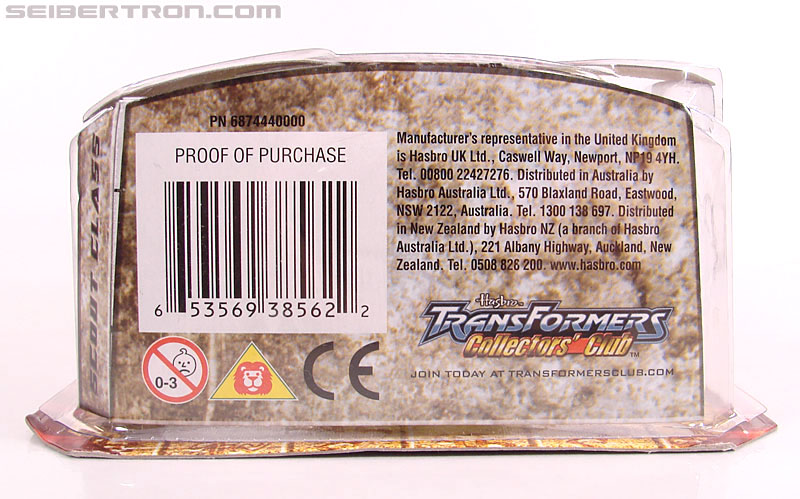 SEIBERTRON.COM
PN 6874440000
PROOF OF PURCHASE
6 53569 38562 2
0-3
CE
SCOUT CLASS
Manufacturer's representative in the United Kingdom
is Hasbro UK Ltd., Caswell Way, Newport, NP19 4YH.
Tel. 00800 22427276. Distributed in Australia by
Hasbro Australia Ltd., 570 Blaxland Road, Eastwood,
NSW 2122, Australia. Tel. 1300 138 697. Distributed
in New Zealand by Hasbro NZ (a branch of Hasbro
Australia Ltd.), 221 Albany Highway, Auckland, New
Zealand. Tel. 0508 826 200. www.hasbro.com
Hasbro
TRANSFORMERS
Collectors' Club™
JOIN TODAY AT TRANSFORMERSCLUB.COM